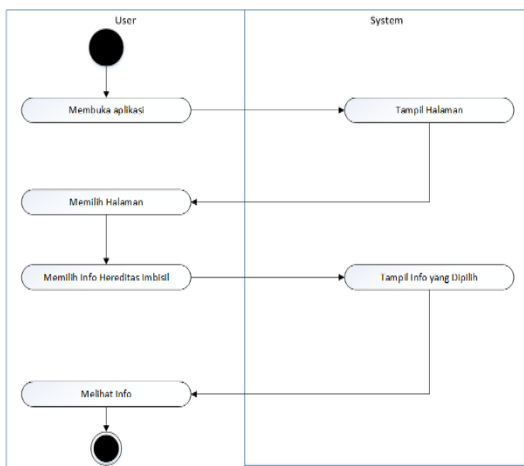 User
System
Membuka aplikasi
Tampil Halaman
Memilih Halaman
Memilih Info Hereditas Imbisil
Tampil Info yang Dipilih
Melihat Info